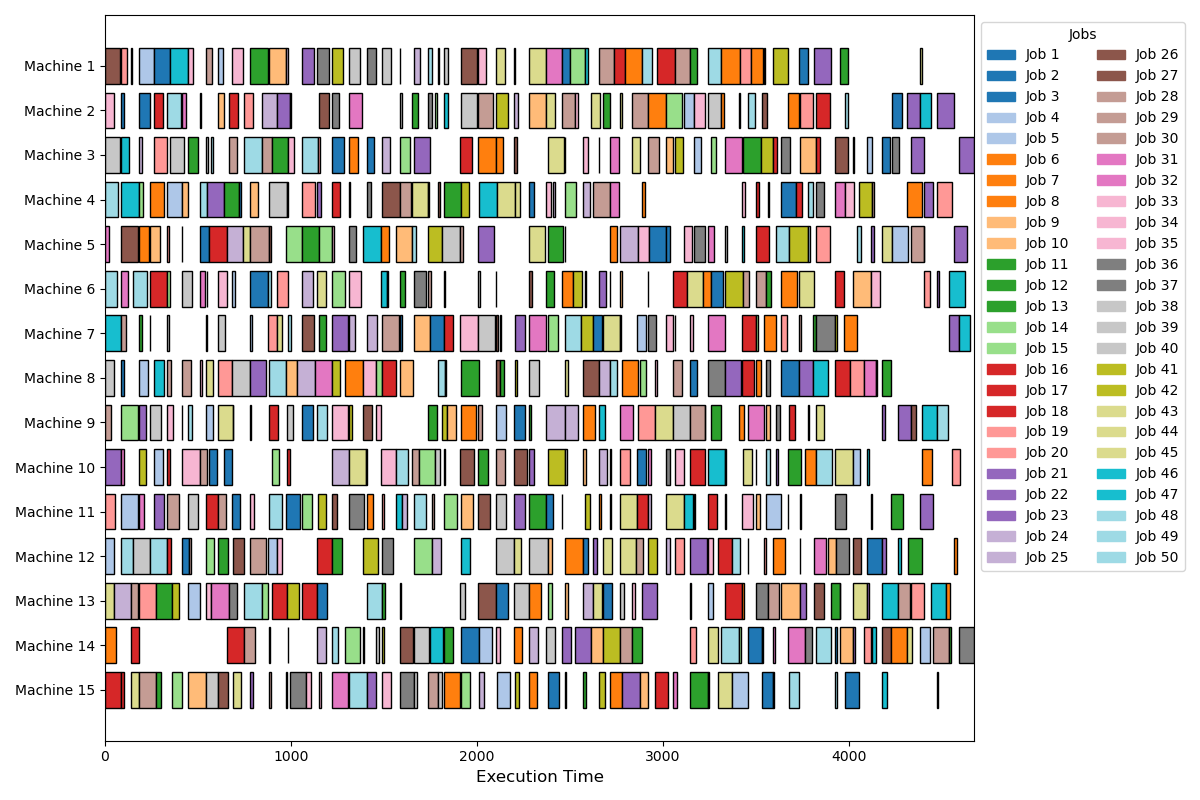 Machine 1
Machine 2
Machine 3
Machine 4
Machine 5
Machine 6
Machine 7
Machine 8
Machine 9
Machine 10
Machine 11
Machine 12
Machine 13
Machine 14
Machine 15
0 1000 2000 3000 4000
Execution Time
Jobs
Job 1
Job 2
Job 3
Job 4
Job 5
Job 6
Job 7
Job 8
Job 9
Job 10
Job 11
Job 12
Job 13
Job 14
Job 15
Job 16
Job 17
Job 18
Job 19
Job 20
Job 21
Job 22
Job 23
Job 24
Job 25
Job 26
Job 27
Job 28
Job 29
Job 30
Job 31
Job 32
Job 33
Job 34
Job 35
Job 36
Job 37
Job 38
Job 39
Job 40
Job 41
Job 42
Job 43
Job 44
Job 45
Job 46
Job 47
Job 48
Job 49
Job 50